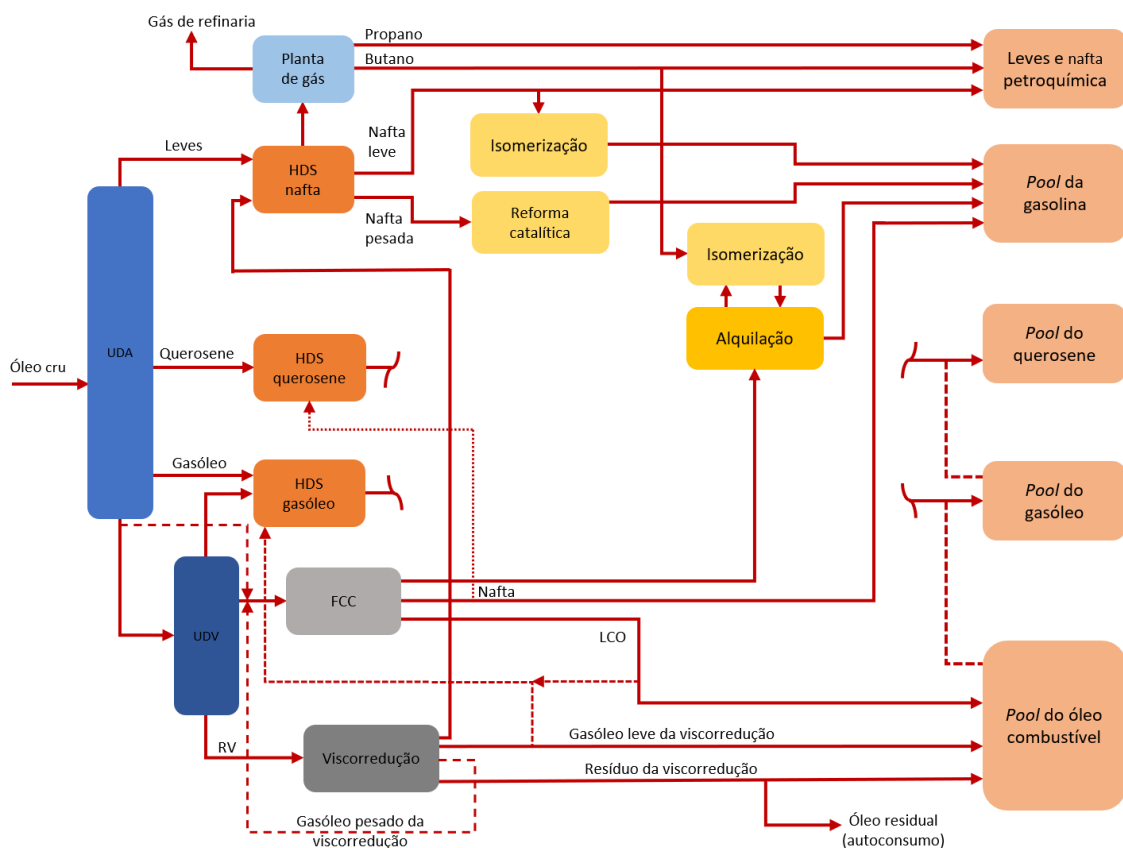 Gás de refinaria
Propano
Butano
Planta
de gás
Leves e nafta
petroquímica
Leves
Nafta
leve
HDS
nafta
Isomerização
Nafta
pesada
Reforma
catalítica
Pool da
gasolina
Isomerização
Alquilação
Óleo cru
UDA
Querosene
HDS
querosene
Pool do
querosene
Gasóleo
HDS
gasóleo
Pool do
gasóleo
FCC
Nafta
UDV
LCO
RV
Viscorredução
Gasóleo leve da viscorredução
Resíduo da viscorredução
Pool do óleo
combustível
Gasóleo pesado da
viscorredução
Óleo residual
(autoconsumo)